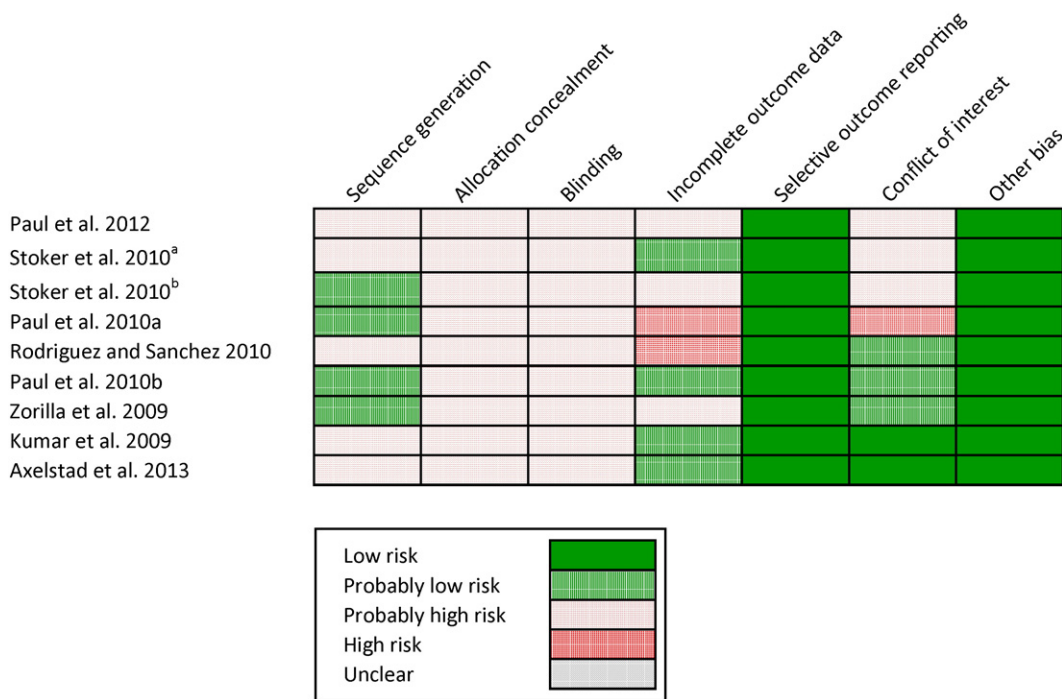 Sequence generation
Allocation concealment
Blinding
Incomplete outcome data
Selective outcome reporting
Conflict of interest
Other bias
Paul et al. 2012
Stoker et al. 2010ᵃ
Stoker et al. 2010ᵇ
Paul et al. 2010a
Rodriguez and Sanchez 2010
Paul et al. 2010b
Zorilla et al. 2009
Kumar et al. 2009
Axelstad et al. 2013
Low risk
Probably low risk
Probably high risk
High risk
Unclear